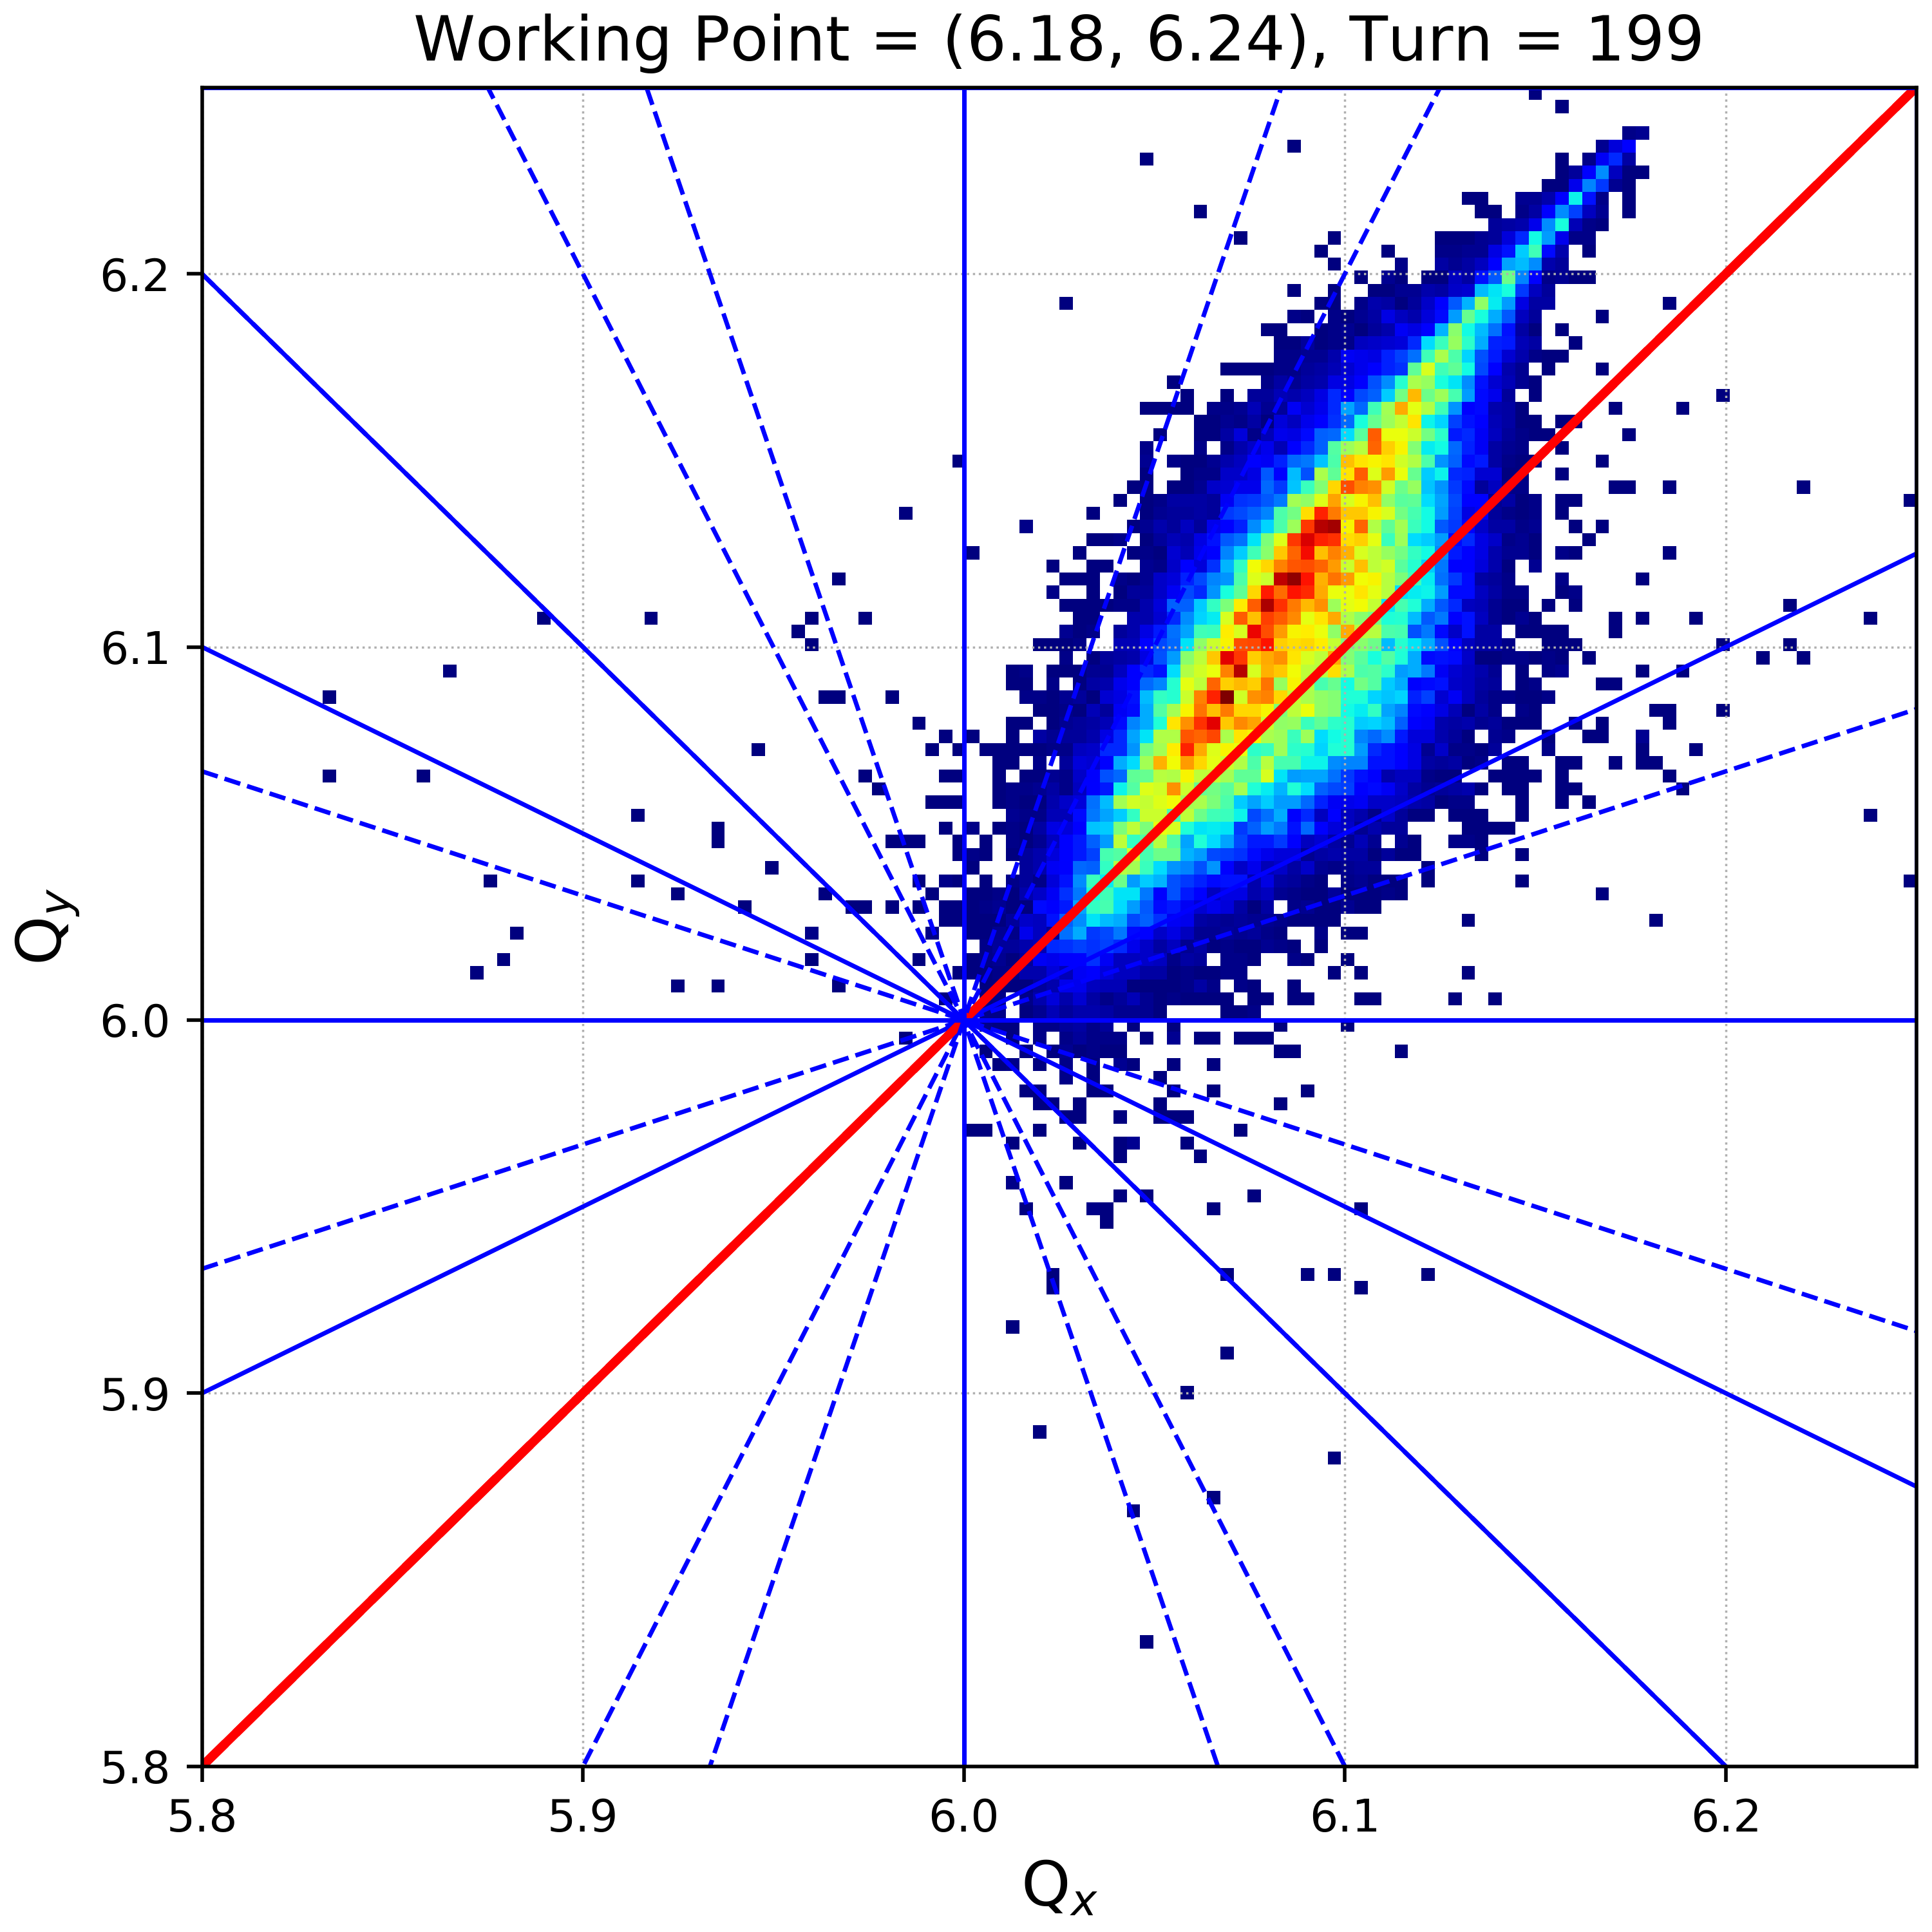 Working Point = (6.18, 6.24), Turn = 199
6.2
6.1
6.0
5.9
5.8
Qy
5.8 5.9 6.0 6.1 6.2
Qx